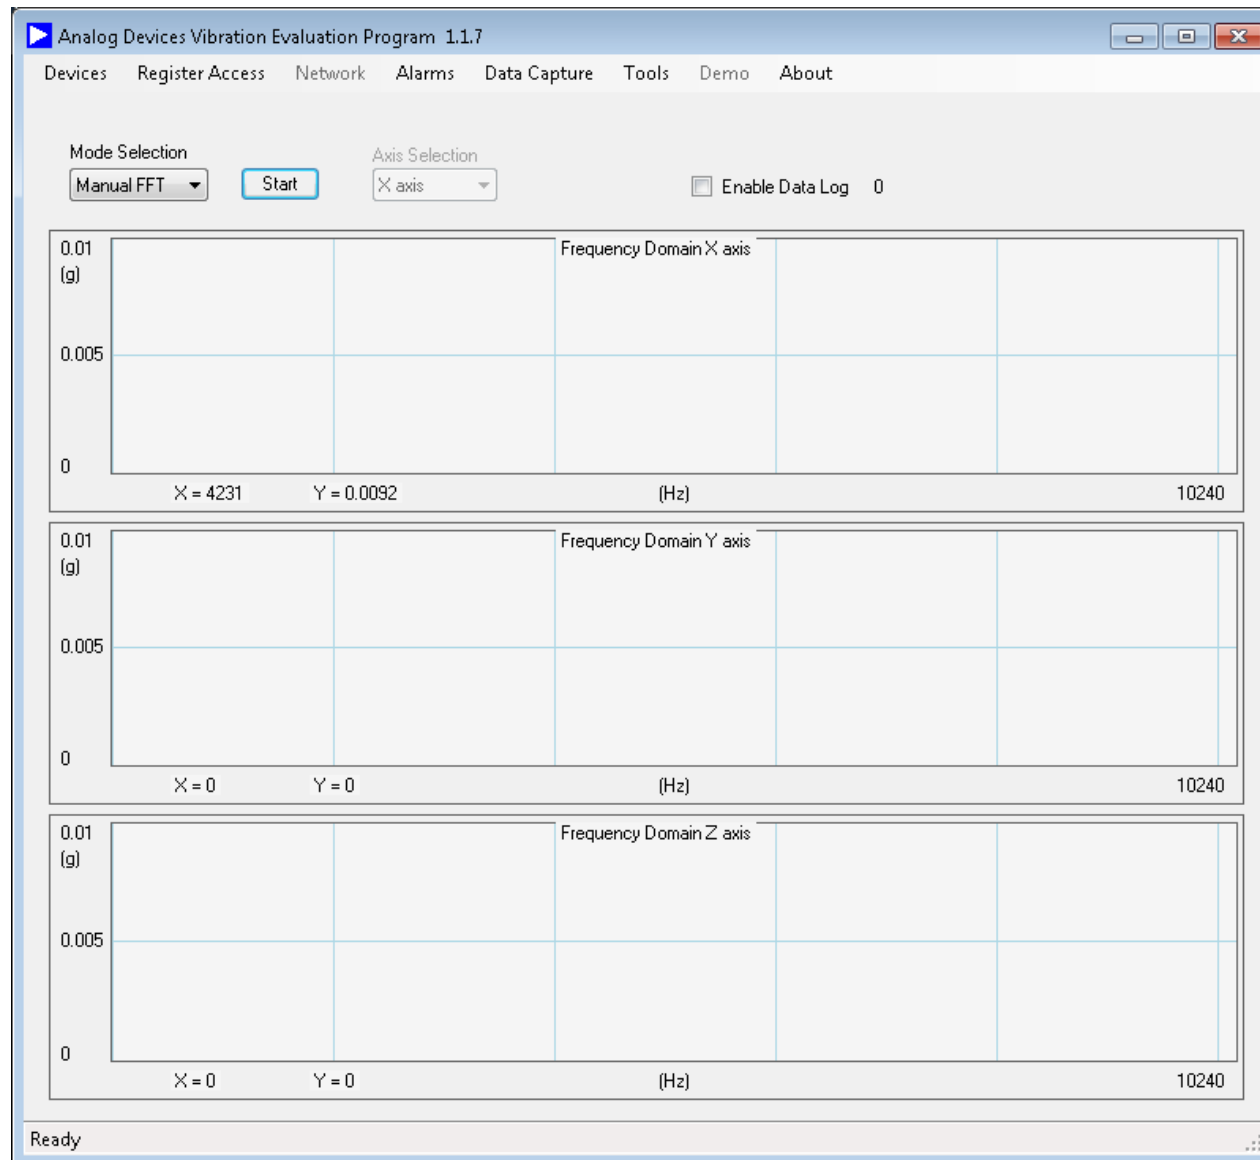 Analog Devices Vibration Evaluation Program 1.1.7
Devices Register Access Network Alarms Data Capture Tools Demo About
Mode Selection
Axis Selection
Manual FFT Start X axis Enable Data Log 0
0.01 Frequency Domain X axis
(g)
0.005
0
X = 4231 Y = 0.0092 (Hz) 10240
0.01 Frequency Domain Y axis
(g)
0.005
0
X = 0 Y = 0 (Hz) 10240
0.01 Frequency Domain Z axis
(g)
0.005
0
X = 0 Y = 0 (Hz) 10240
Ready